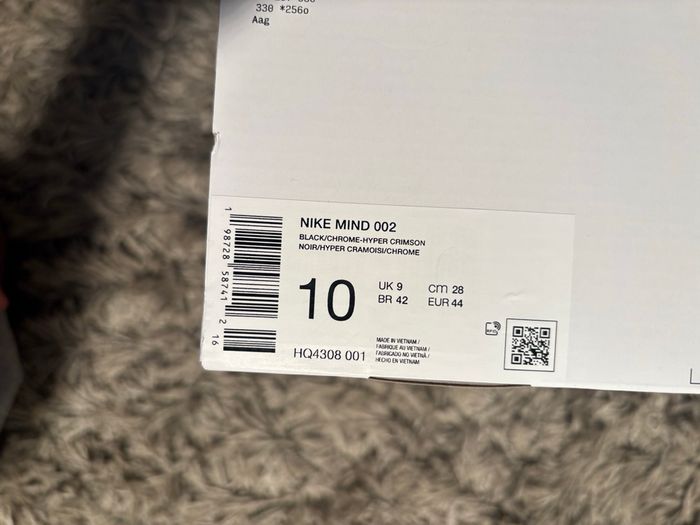 330 *256o
Aag
NIKE MIND 002
BLACK/CHROME-HYPER CRIMSON
NOIR/HYPER CRAMOISI/CHROME
10
UK 9 cm 28
BR 42 EUR 44
HQ4308 001
MADE IN VIETNAM /
FABRIQUÉ AU VIETNAM /
FABRICADO NO VIETNÃ /
HECHO EN VIETNAM
RFID
1 98728 58741 2 16